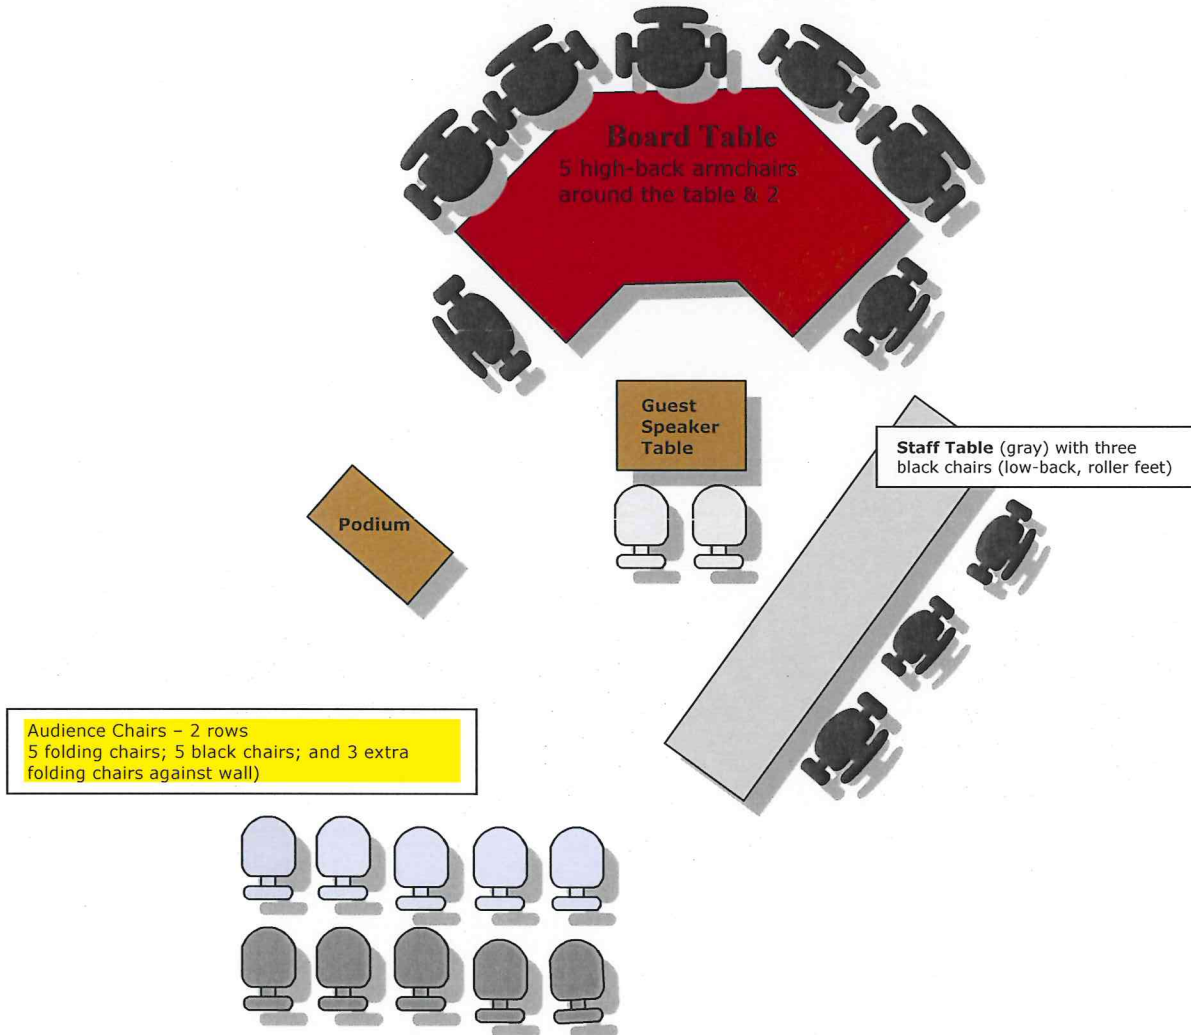 Board Table
5 high-back armchairs
around the table & 2
Guest
Speaker
Table
Staff Table (gray) with three
black chairs (low-back, roller feet)
Podium
Audience Chairs – 2 rows
5 folding chairs; 5 black chairs; and 3 extra
folding chairs against wall)